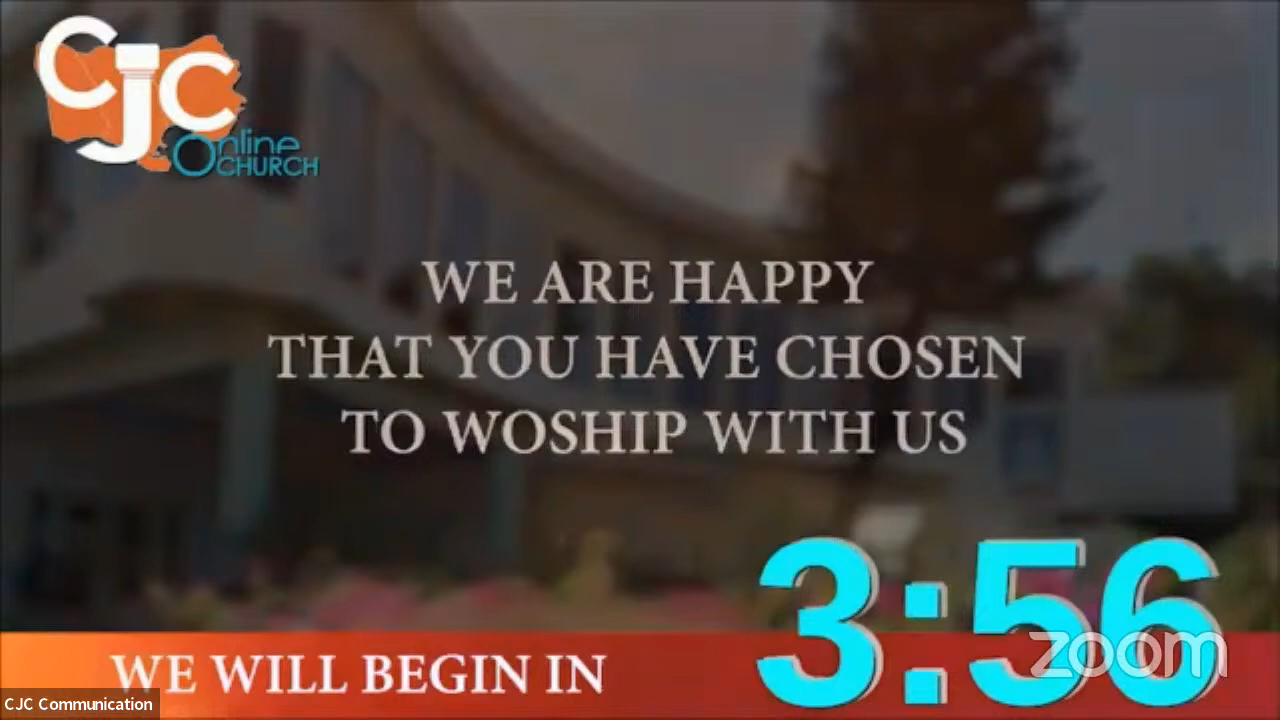 CJC
Online
CHURCH
WE ARE HAPPY
THAT YOU HAVE CHOSEN
TO WOSHIP WITH US
WE WILL BEGIN IN
3:56
zoom
CJC Communication